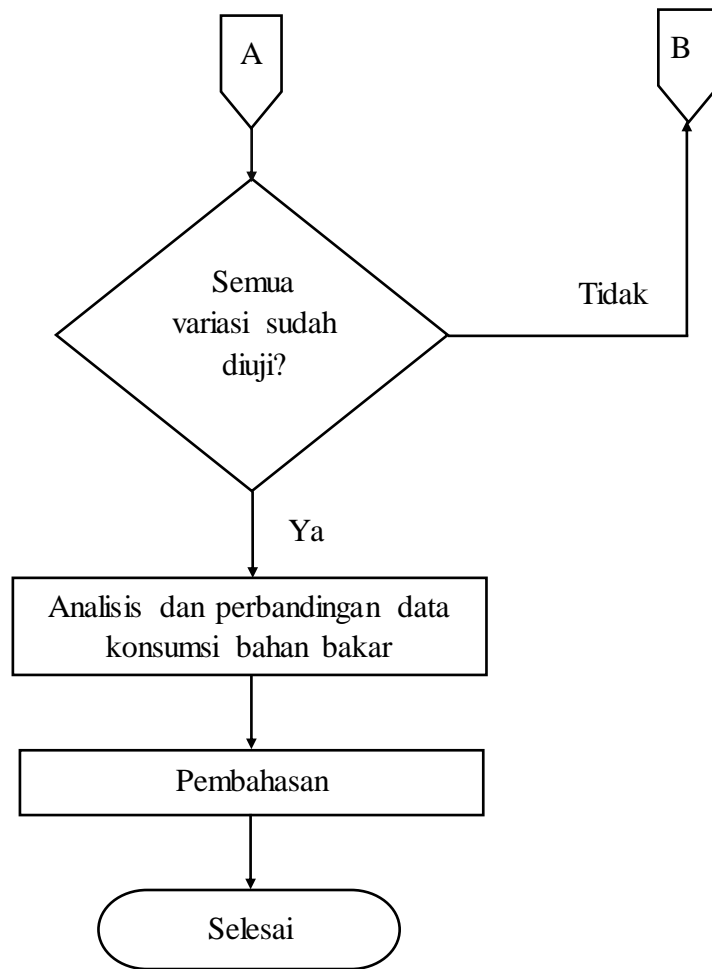 A
B
Semua
variasi sudah
diuji?
Tidak
Ya
Analisis dan perbandingan data
konsumsi bahan bakar
Pembahasan
Selesai